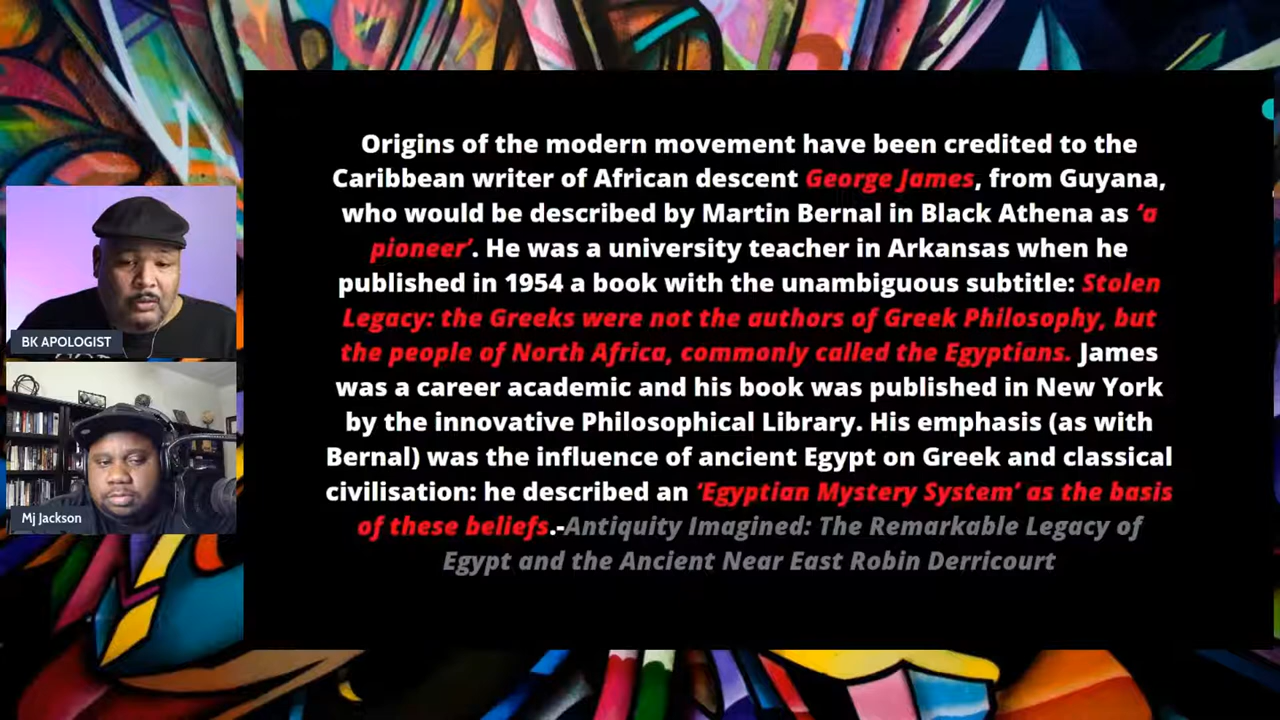 Origins of the modern movement have been credited to the
Caribbean writer of African descent George James, from Guyana,
who would be described by Martin Bernal in Black Athena as ‘a
pioneer’. He was a university teacher in Arkansas when he
published in 1954 a book with the unambiguous subtitle: Stolen
Legacy: the Greeks were not the authors of Greek Philosophy, but
the people of North Africa, commonly called the Egyptians. James
was a career academic and his book was published in New York
by the innovative Philosophical Library. His emphasis (as with
Bernal) was the influence of ancient Egypt on Greek and classical
civilisation: he described an ‘Egyptian Mystery System’ as the basis
of these beliefs.-Antiquity Imagined: The Remarkable Legacy of
Egypt and the Ancient Near East Robin Derricourt
BK APOLOGIST
Mj Jackson